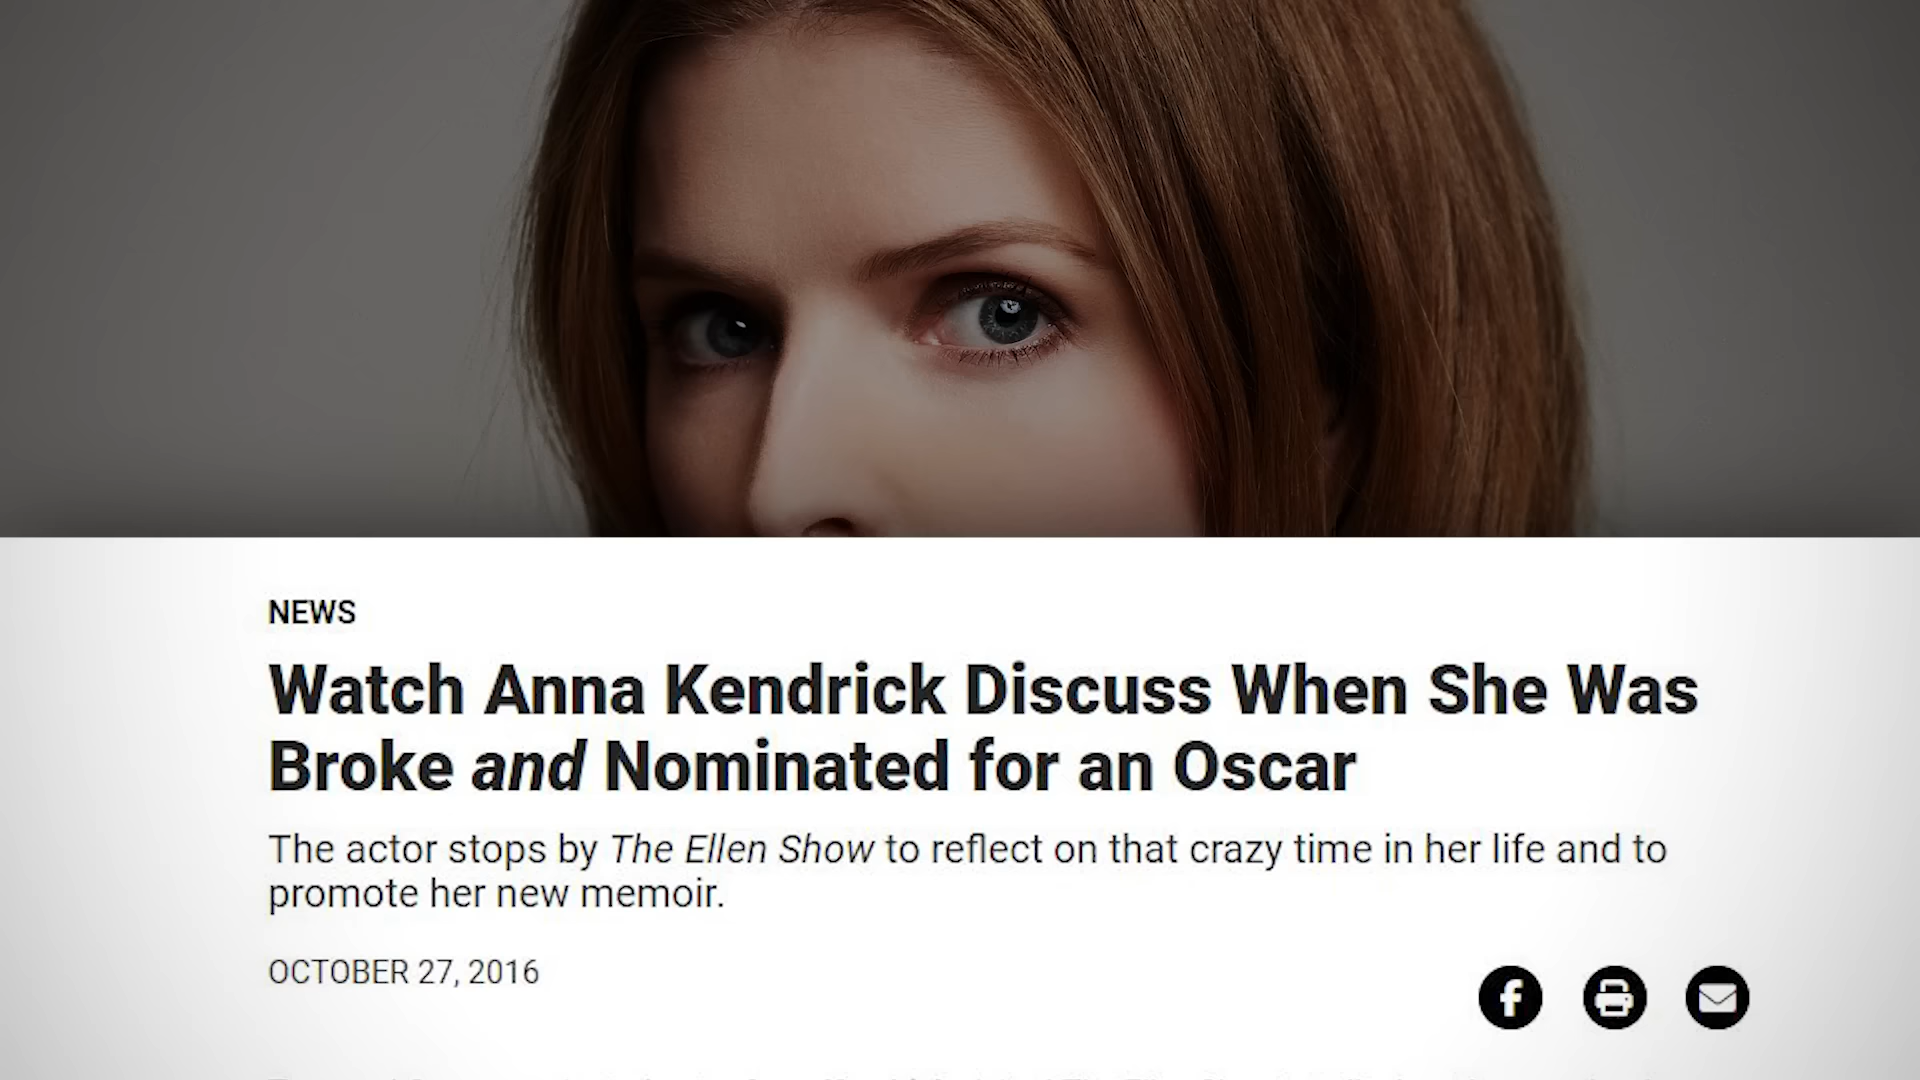 NEWS
Watch Anna Kendrick Discuss When She Was
Broke and Nominated for an Oscar
The actor stops by The Ellen Show to reflect on that crazy time in her life and to
promote her new memoir.
OCTOBER 27, 2016